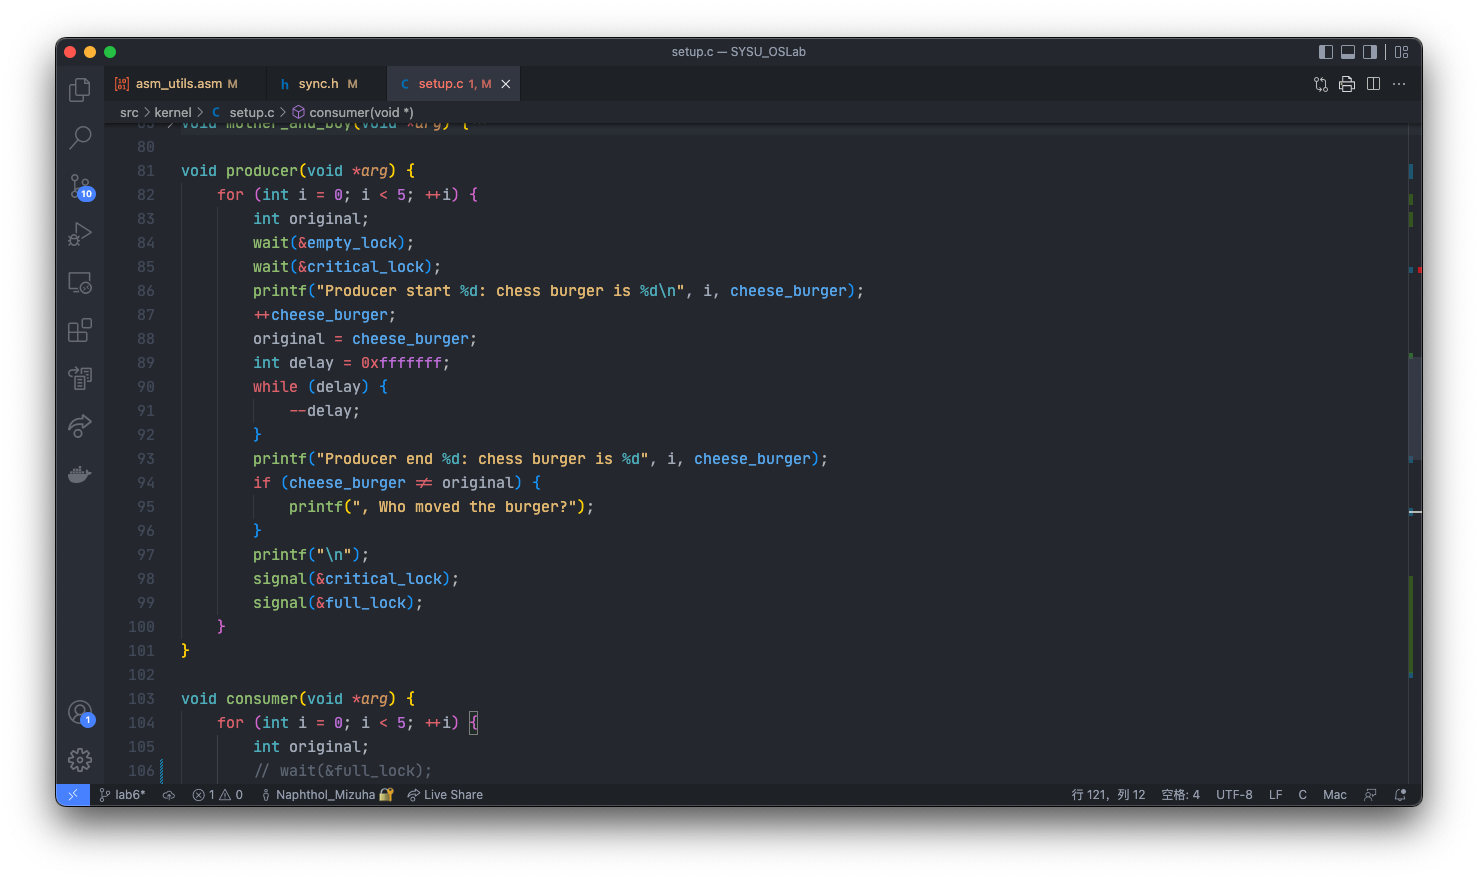 setup.c — SYSU_OSLab
asm_utils.asm M
sync.h M
setup.c 1, M
src > kernel > C setup.c > consumer(void *)
void mother_and_boy(void *arg) {
80
81 void producer(void *arg) {
82 for (int i = 0; i < 5; ++i) {
83 int original;
84 wait(&empty_lock);
85 wait(&critical_lock);
86 printf("Producer start %d: chess burger is %d\n", i, cheese_burger);
87 ++cheese_burger;
88 original = cheese_burger;
89 int delay = 0xfffffff;
90 while (delay) {
91 --delay;
92 }
93 printf("Producer end %d: chess burger is %d", i, cheese_burger);
94 if (cheese_burger != original) {
95 printf(", Who moved the burger?");
96 }
97 printf("\n");
98 signal(&critical_lock);
99 signal(&full_lock);
100 }
101 }
102
103 void consumer(void *arg) {
104 for (int i = 0; i < 5; ++i) {
105 int original;
106 // wait(&full_lock);
10
1
lab6* 1 0 Naphthol_Mizuha Live Share 行 121，列 12 空格: 4 UTF-8 LF C Mac